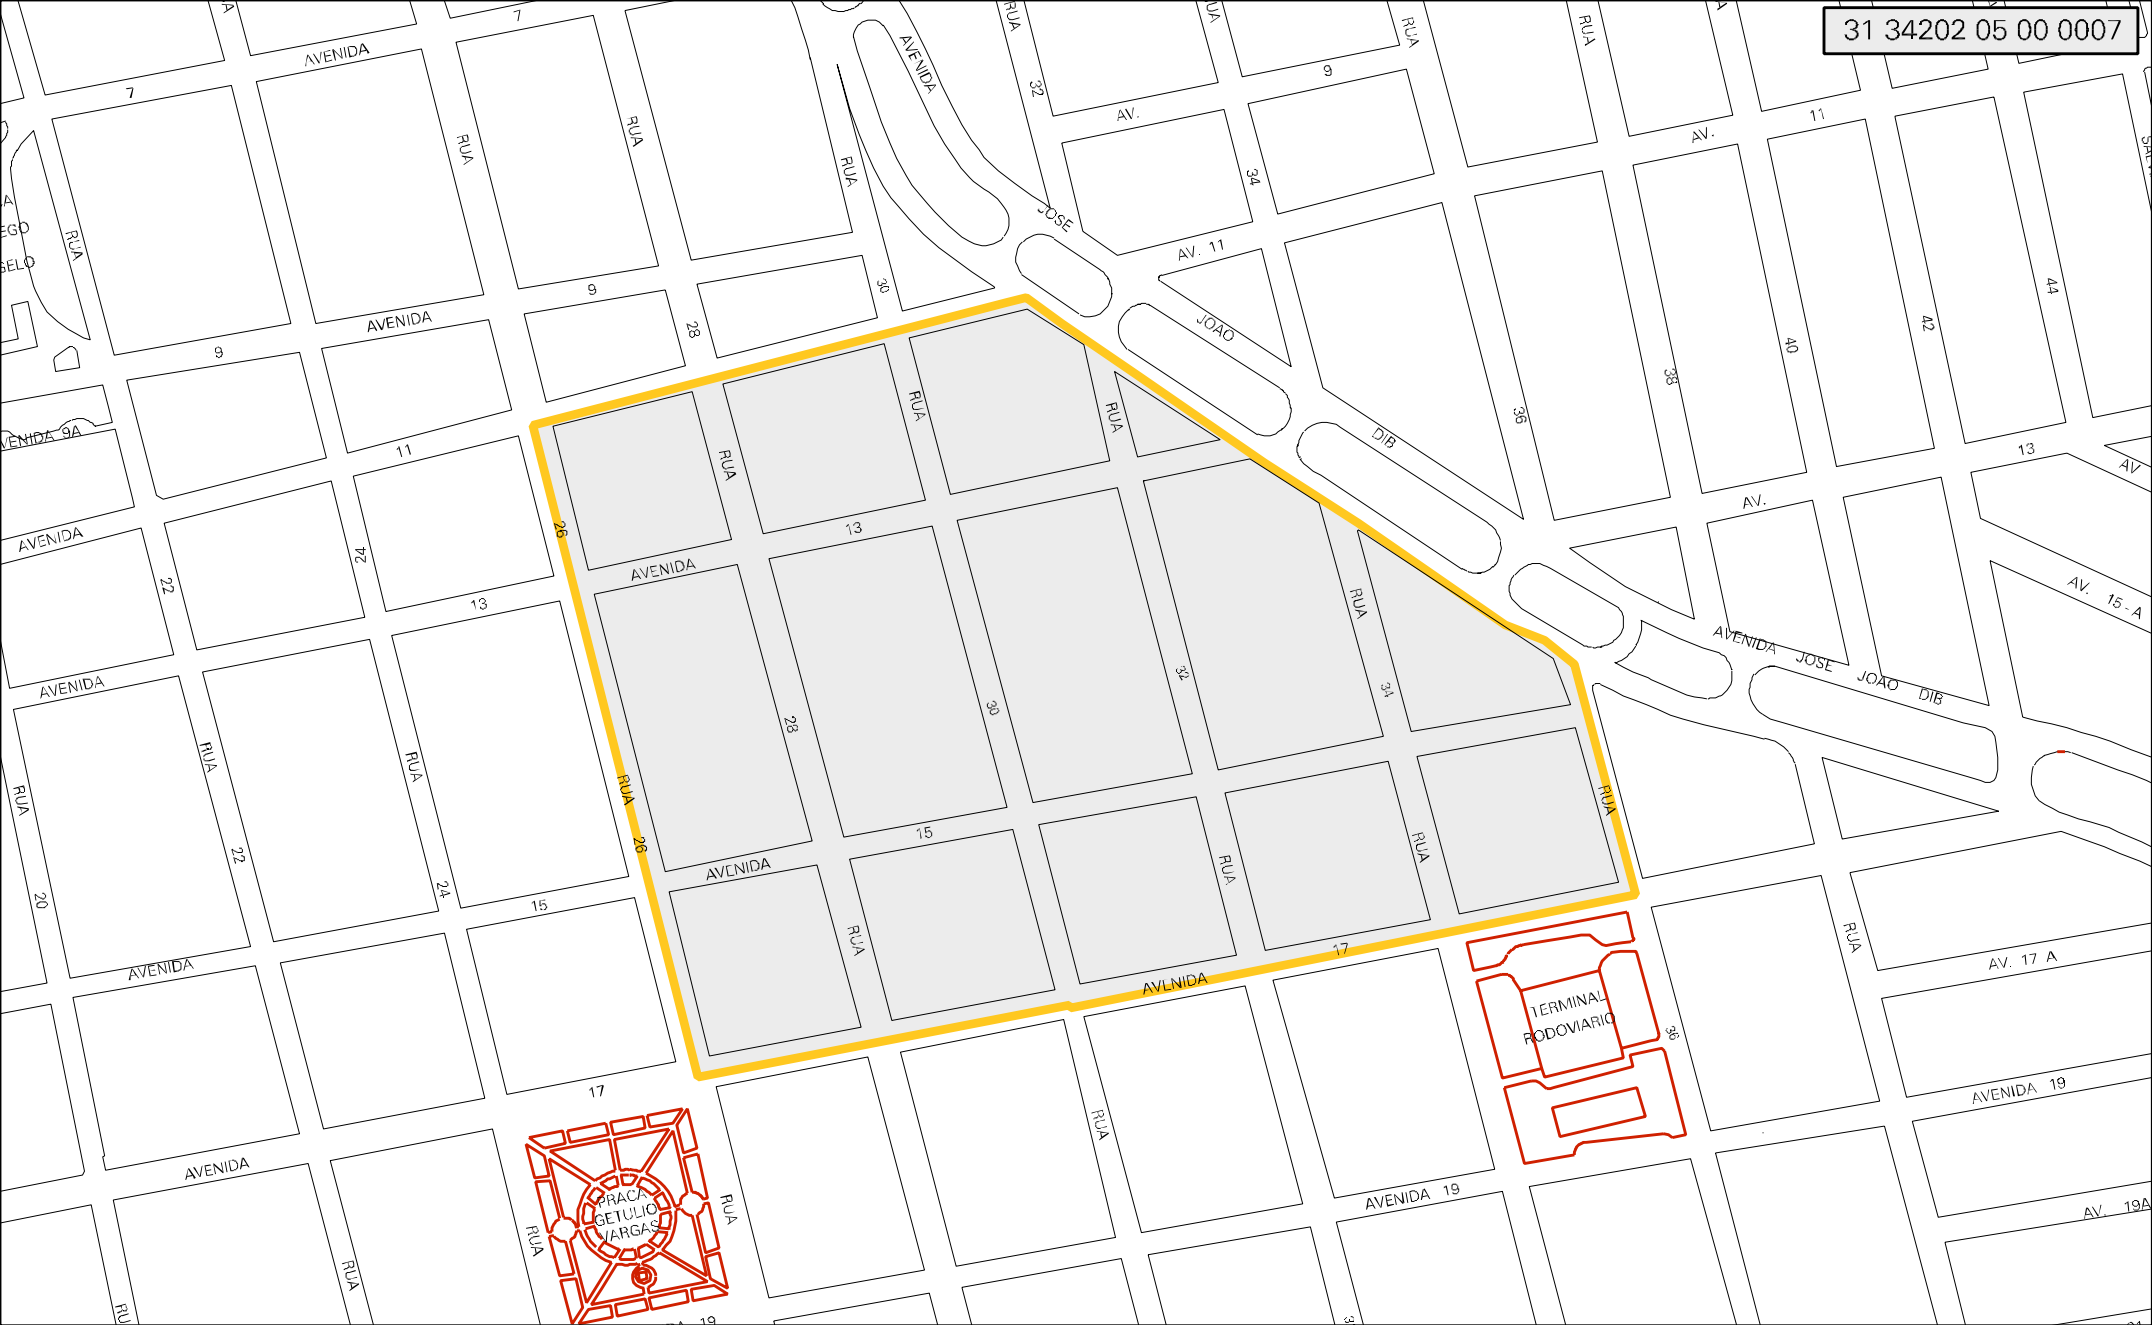 31 34202 05 00 0007
7
AVENIDA
7
RUA
RUA
RUA
AVENIDA
RUA
32
RUA
RUA
RUA
9
AV.
AV.
11
34
RUA
9
AVENIDA
9
28
30
JOSE
AV. 11
JOAO
DIB
36
38
40
42
44
13
AV
AV.
AVENIDA 9A
11
AVENIDA
22
24
26
13
AVENIDA
RUA
RUA
RUA
AVENIDA
13
RUA
28
30
32
34
AV. 15-A
AVENIDA JOSE JOAO DIB
RUA
RUA
RUA
RUA
26
20
22
24
15
AVENIDA
AVENIDA
15
RUA
RUA
RUA
RUA
17
AVENIDA
RUA
AV. 17 A
TERMINAL
RODOVIARIO
36
17
AVENIDA
AVENIDA 19
PRACA
GETULIO
VARGAS
RUA
RUA
RUA
RUA
AVENIDA 19
AV. 19A
19